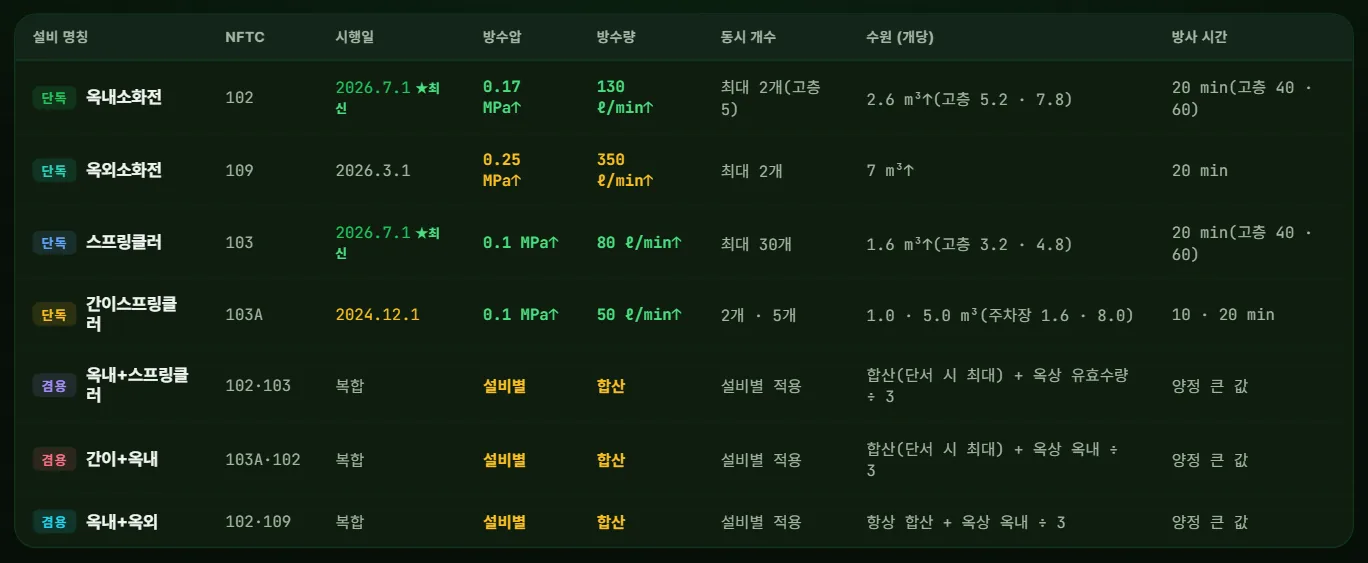 설비 명칭 NFTC 시행일 방수압 방수량 동시 개수 수원 (개당) 방사 시간
단독 옥내소화전 102 2026.7.1 ★최신 0.17 MPa↑ 130 ℓ/min↑ 최대 2개(고층 5) 2.6 m³↑(고층 5.2 · 7.8) 20 min(고층 40 · 60)
단독 옥외소화전 109 2026.3.1 0.25 MPa↑ 350 ℓ/min↑ 최대 2개 7 m³↑ 20 min
단독 스프링클러 103 2026.7.1 ★최신 0.1 MPa↑ 80 ℓ/min↑ 최대 30개 1.6 m³↑(고층 3.2 · 4.8) 20 min(고층 40 · 60)
단독 간이스프링클러 103A 2024.12.1 0.1 MPa↑ 50 ℓ/min↑ 2개 · 5개 1.0 · 5.0 m³(주차장 1.6 · 8.0) 10 · 20 min
겸용 옥내+스프링클러 102·103 복합 설비별 합산 설비별 적용 합산(단서 시 최대) + 옥상 유효수량 ÷ 3 양정 큰 값
겸용 간이+옥내 103A·102 복합 설비별 합산 설비별 적용 합산(단서 시 최대) + 옥상 옥내 ÷ 3 양정 큰 값
겸용 옥내+옥외 102·109 복합 설비별 합산 설비별 적용 항상 합산 + 옥상 옥내 ÷ 3 양정 큰 값